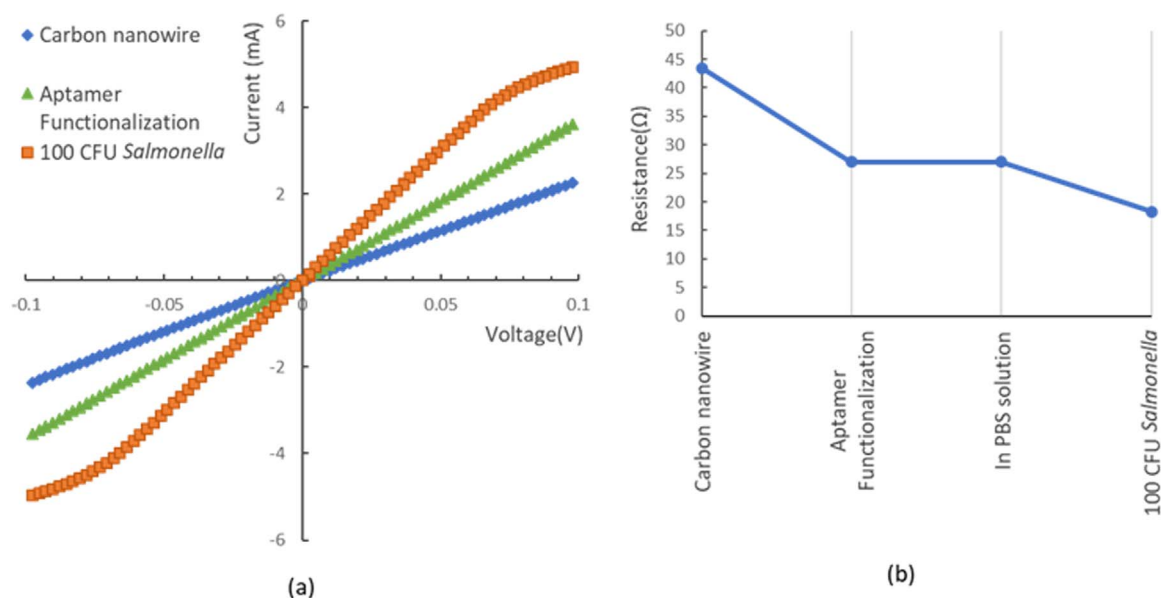 Carbon nanowire
Aptamer
Functionalization
100 CFU Salmonella
Current (mA)
6
4
2
0
-2
-4
-6
-0.1
-0.05
0
0.05
0.1
Voltage(V)
(a)
Resistance(Ω)
50
45
40
35
30
25
20
15
10
5
0
Carbon nanowire
Aptamer
Functionalization
In PBS solution
100 CFU Salmonella
(b)